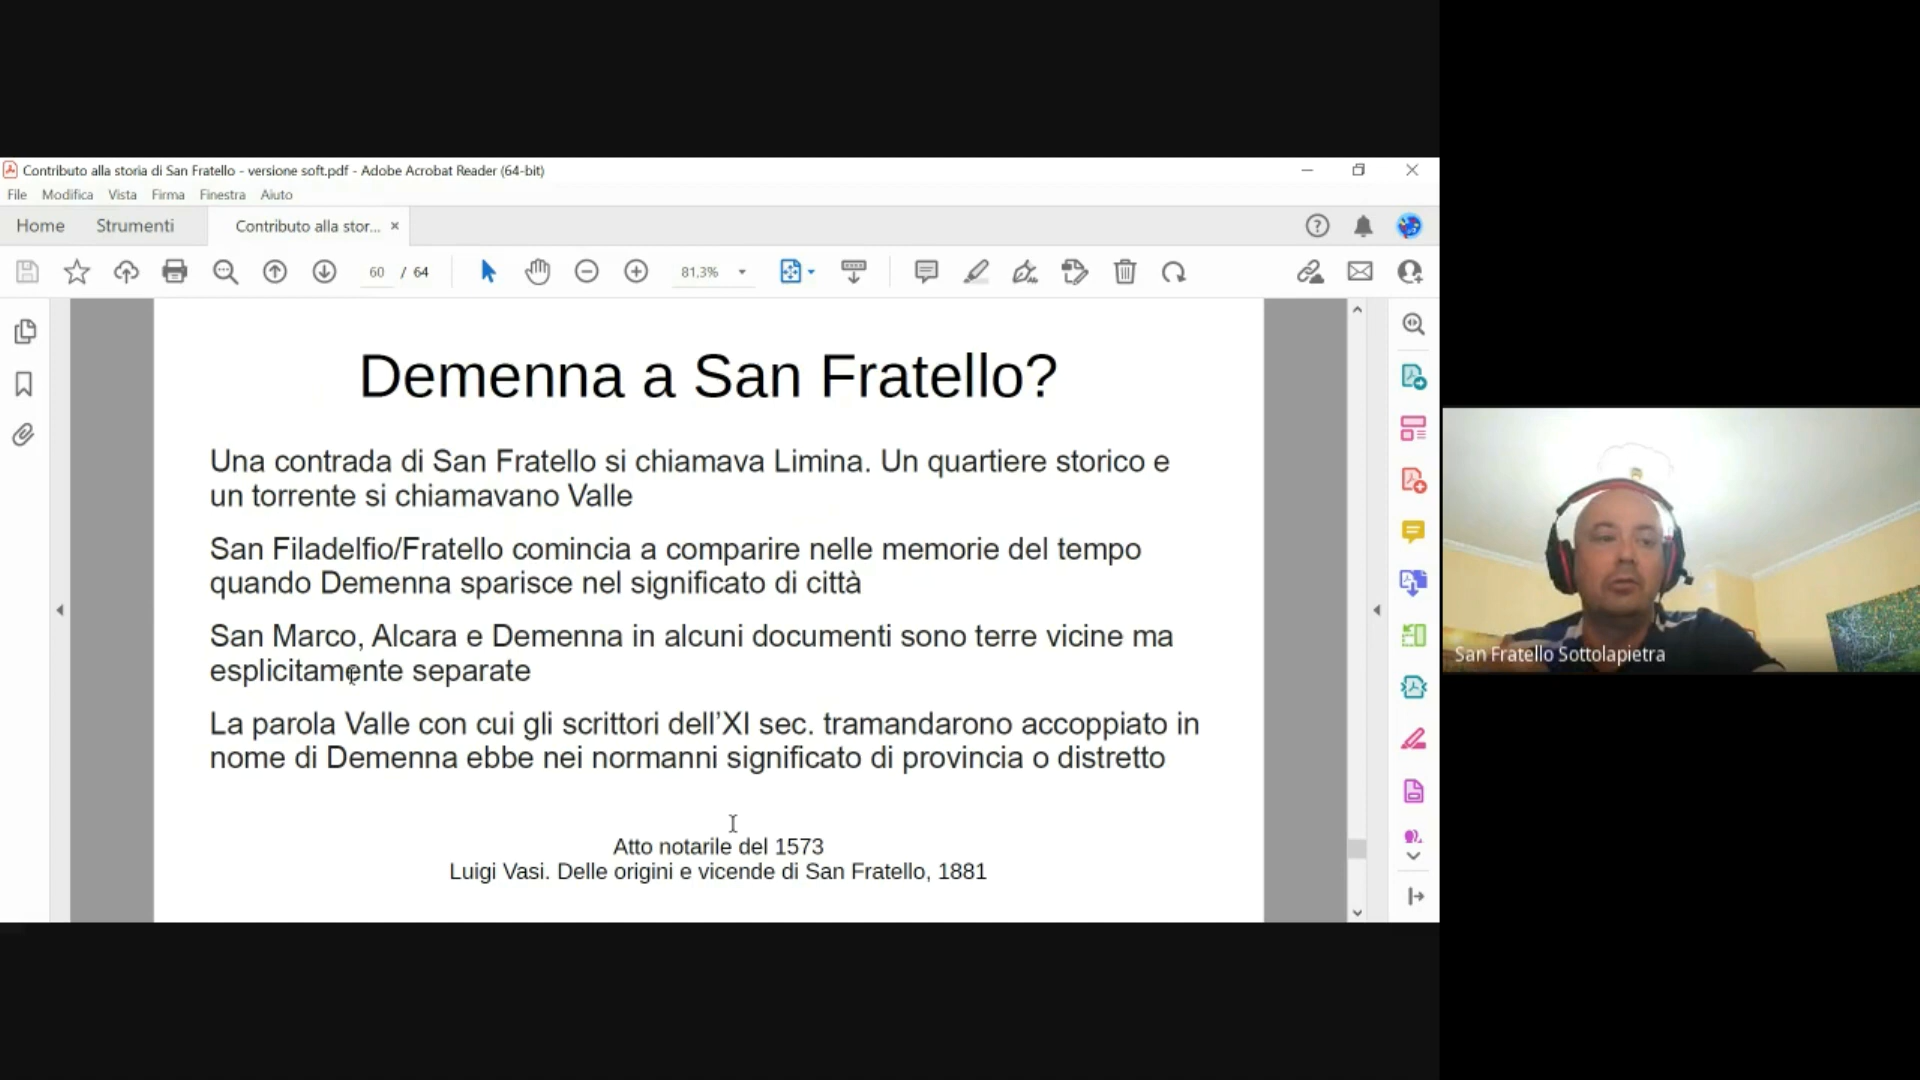 Contributo alla storia di San Fratello - versione soft.pdf - Adobe Acrobat Reader (64-bit)
File Modifica Vista Firma Finestra Aiuto
Home Strumenti Contributo alla stor...
60 / 64 81,3%
Demenna a San Fratello?
Una contrada di San Fratello si chiamava Limina. Un quartiere storico e
un torrente si chiamavano Valle
San Filadelfio/Fratello comincia a comparire nelle memorie del tempo
quando Demenna sparisce nel significato di città
San Marco, Alcara e Demenna in alcuni documenti sono terre vicine ma
esplicitamente separate
La parola Valle con cui gli scrittori dell’XI sec. tramandarono accoppiato in
nome di Demenna ebbe nei normanni significato di provincia o distretto
Atto notarile del 1573
Luigi Vasi. Delle origini e vicende di San Fratello, 1881
San Fratello Sottolapietra